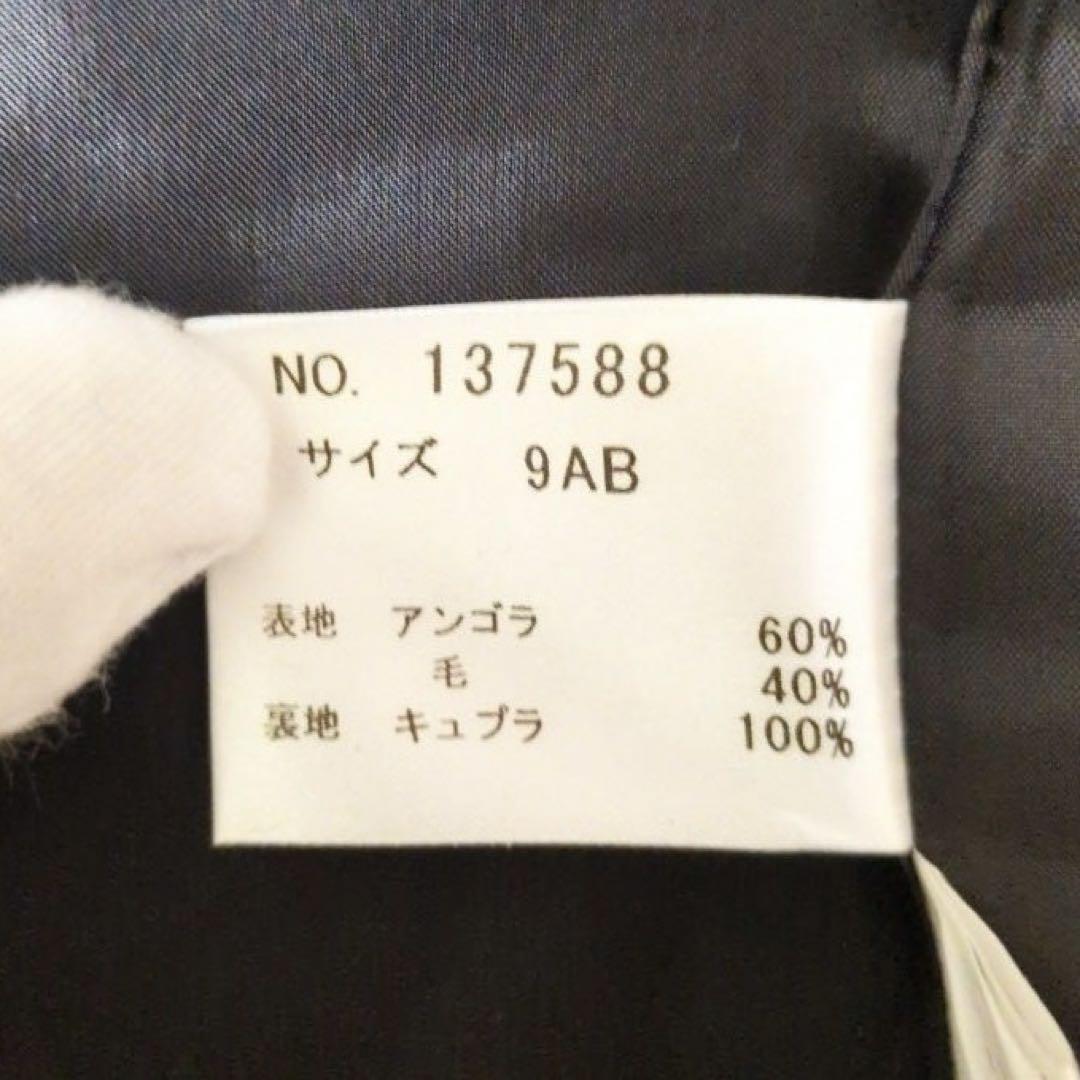 NO. 137588
サイズ 9AB
表地 アンゴラ 60%
毛 40%
裏地 キュプラ 100%